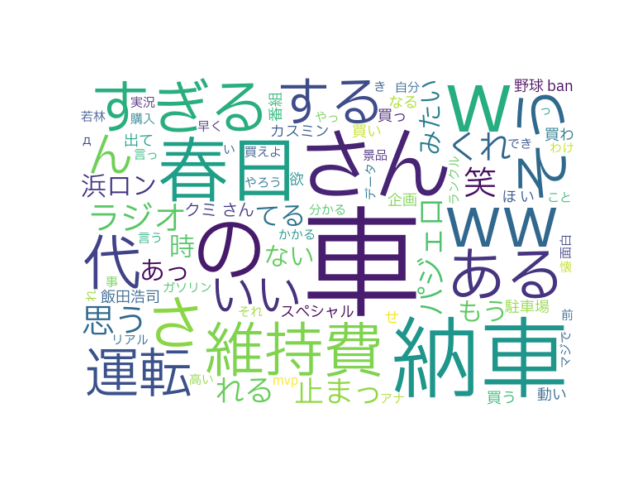 すぎる
する
w
野球 ban
実況
若林
購入
番組
き
自分
なる
みたい
うそ
д
早く
やっ
買っ
っ
出て
カスミン
買い
言っ
くれ
買わ
でき
わけ
ん
春日
さん
買えよ
景品
い
やろう
欲
データ
笑
ランクル
浜ロン
クミ さん
企画
ほい
こと
ラジオ
てる
分かる
の
車
パジェロ
ww
ある
代
時
かかる
言う
ない
面白
あっ
いい
事
ガソリン
懐
れ
飯田浩司
それ
スペシャル
せ
もう
駐車場
前
思う
さ
維持費
納車
リアル
マジで
運転
れる
高い
mvp
止まっ
アナ
買う
動い